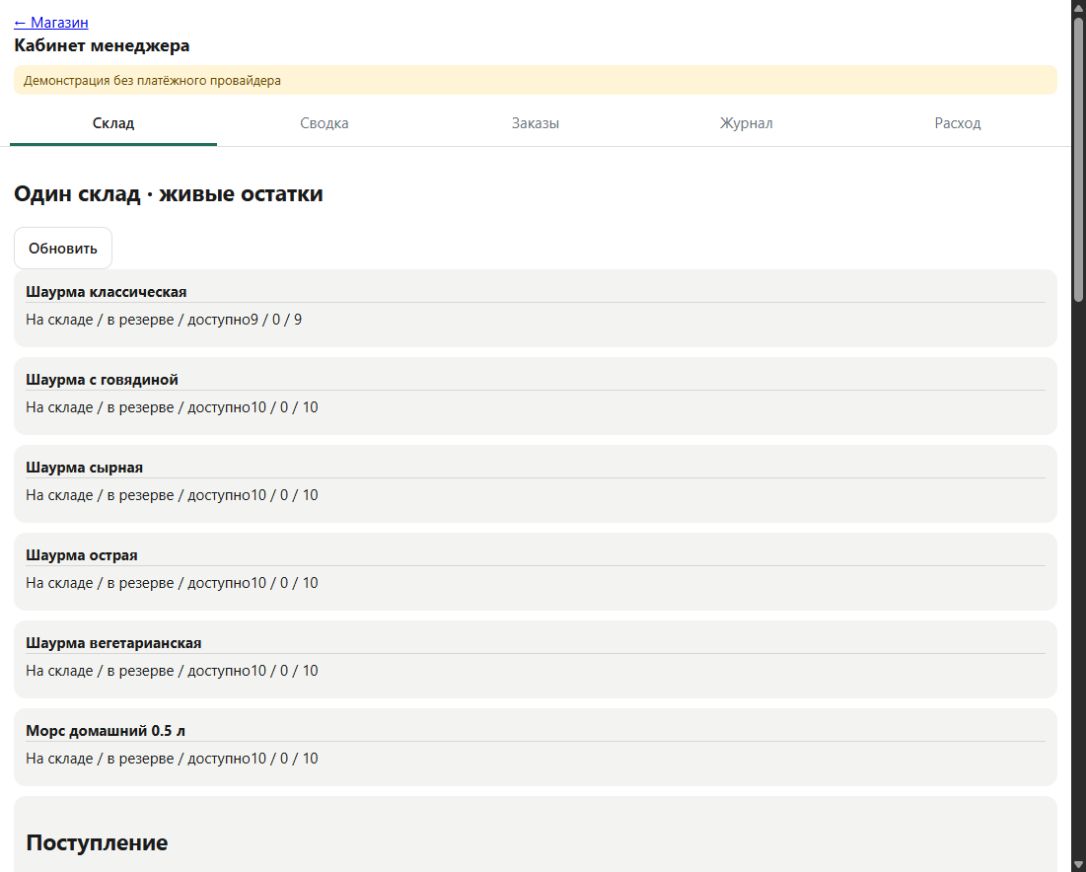 ← Магазин
Кабинет менеджера
Демонстрация без платёжного провайдера
Склад Сводка Заказы Журнал Расход
Один склад · живые остатки
Обновить
Шаурма классическая
На складе / в резерве / доступно9 / 0 / 9
Шаурма с говядиной
На складе / в резерве / доступно10 / 0 / 10
Шаурма сырная
На складе / в резерве / доступно10 / 0 / 10
Шаурма острая
На складе / в резерве / доступно10 / 0 / 10
Шаурма вегетарианская
На складе / в резерве / доступно10 / 0 / 10
Морс домашний 0.5 л
На складе / в резерве / доступно10 / 0 / 10
Поступление